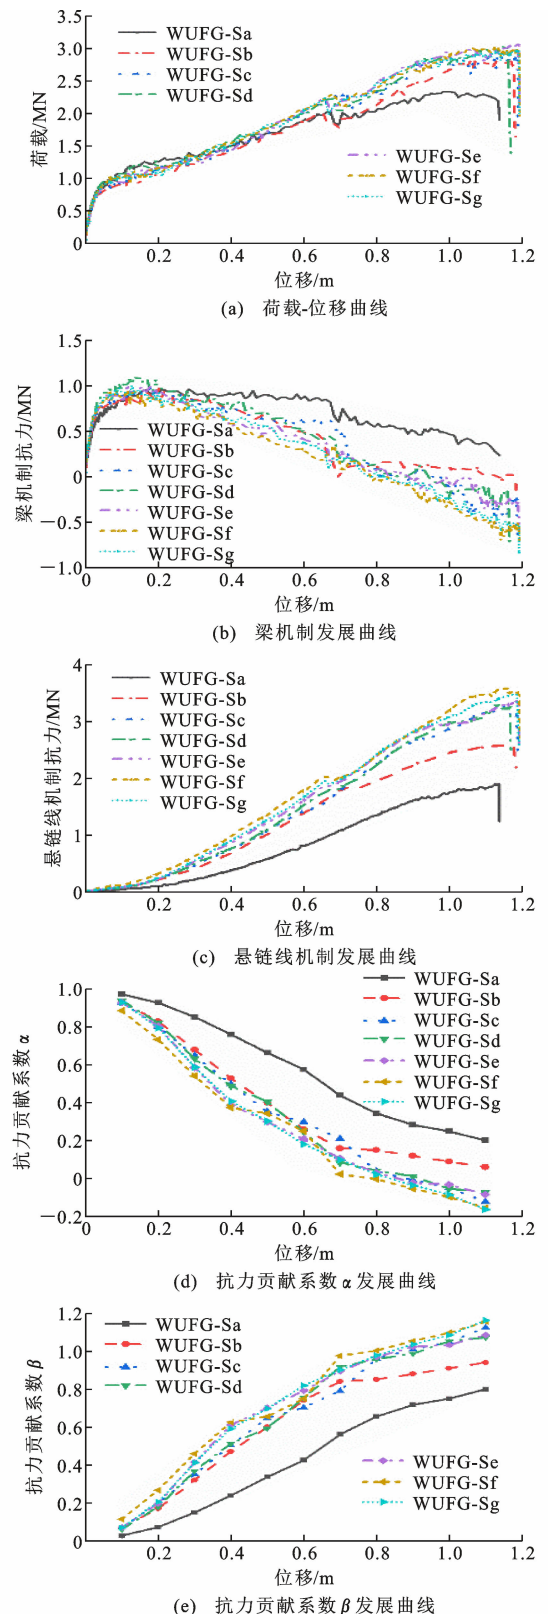 3.5
3.0
2.5
2.0
1.5
1.0
0.5
0
荷载/MN
WUFG-Sa
WUFG-Sb
WUFG-Sc
WUFG-Sd
WUFG-Se
WUFG-Sf
WUFG-Sg
0.2 0.4 0.6 0.8 1.0 1.2
位移/m
(a) 荷载-位移曲线
1.5
1.0
0.5
0
−0.5
−1.0
梁机制抗力/MN
WUFG-Sa
WUFG-Sb
WUFG-Sc
WUFG-Sd
WUFG-Se
WUFG-Sf
WUFG-Sg
0 0.2 0.4 0.6 0.8 1.0 1.2
位移/m
(b) 梁机制发展曲线
4
3
2
1
0
悬链线机制抗力/MN
WUFG-Sa
WUFG-Sb
WUFG-Sc
WUFG-Sd
WUFG-Se
WUFG-Sf
WUFG-Sg
0.2 0.4 0.6 0.8 1.0 1.2
位移/m
(c) 悬链线机制发展曲线
1.0
0.8
0.6
0.4
0.2
0
−0.2
抗力贡献系数α
WUFG-Sa
WUFG-Sb
WUFG-Sc
WUFG-Sd
WUFG-Se
WUFG-Sf
WUFG-Sg
0 0.2 0.4 0.6 0.8 1.0 1.2
位移/m
(d) 抗力贡献系数α发展曲线
1.2
1.0
0.8
0.6
0.4
0.2
0
抗力贡献系数β
WUFG-Sa
WUFG-Sb
WUFG-Sc
WUFG-Sd
WUFG-Se
WUFG-Sf
WUFG-Sg
0.2 0.4 0.6 0.8 1.0 1.2
位移/m
(e) 抗力贡献系数β发展曲线